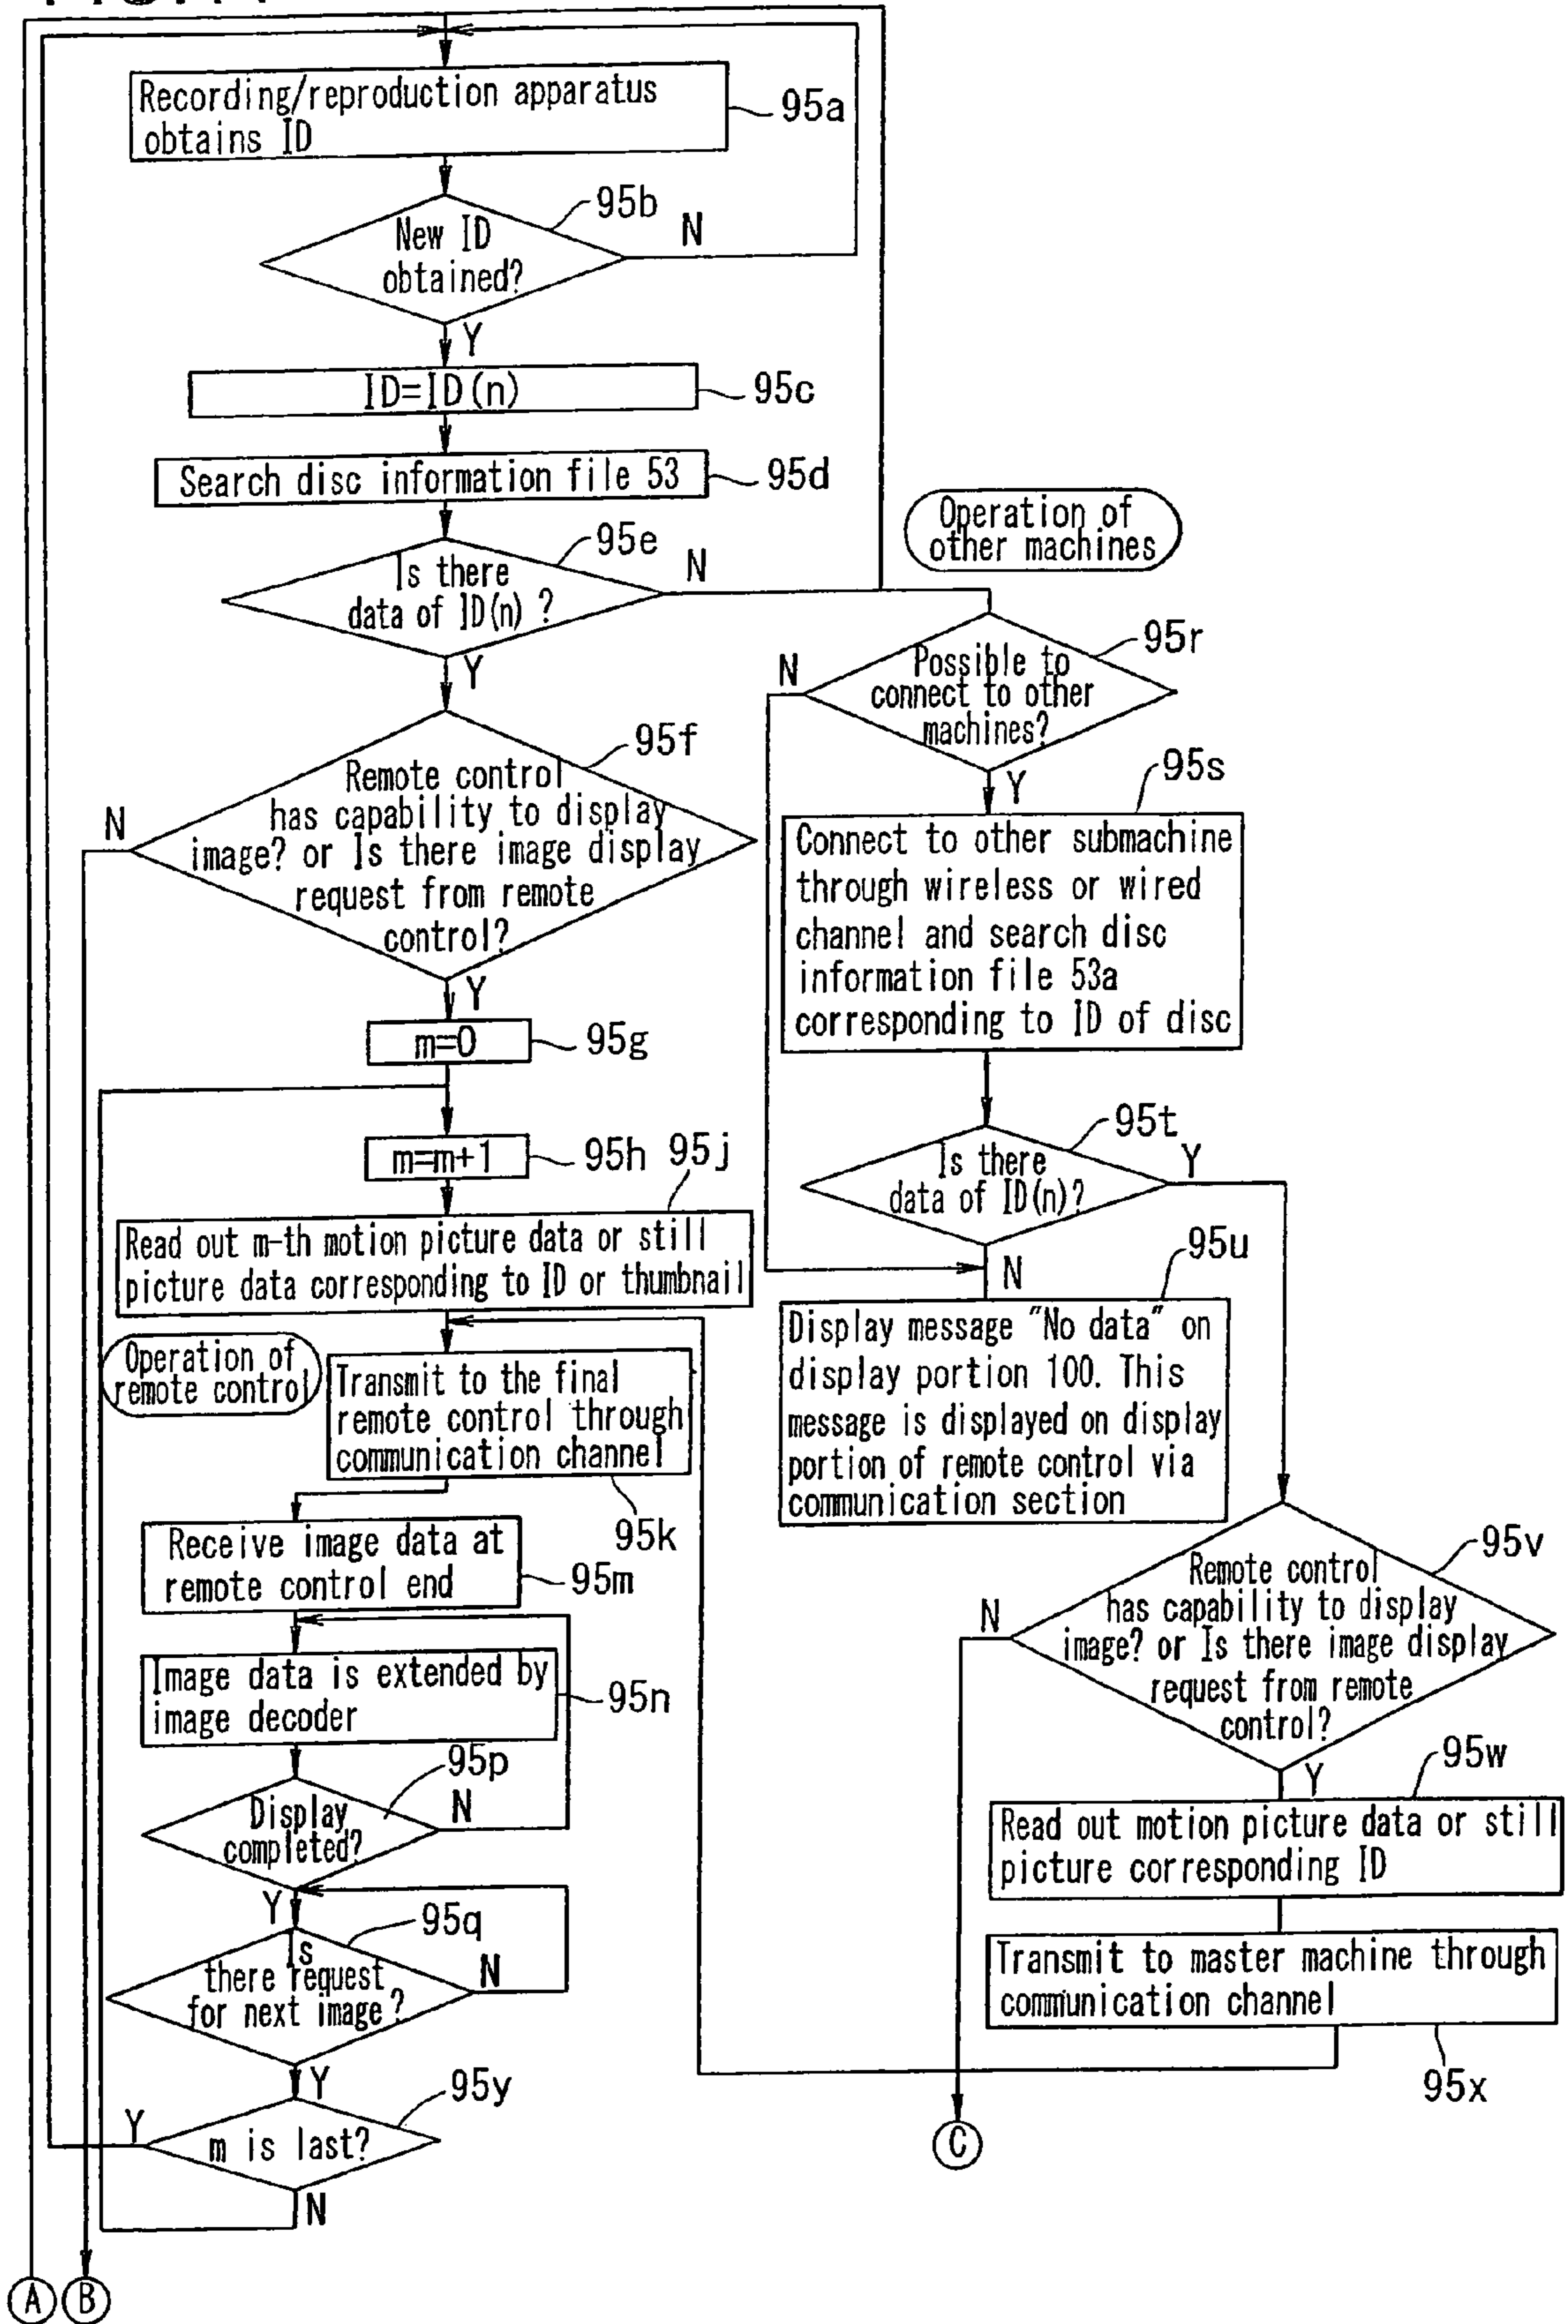 Recording/reproduction apparatus
obtains ID
95a
New ID
obtained?
95b
N
Y
ID=ID(n)
95c
Search disc information file 53
95d
Is there
data of ID(n) ?
95e
N
Y
Remote control
has capability to display
image? or Is there image display
request from remote
control?
95f
N
Y
m=0
95g
m=m+1
95h
95j
Read out m-th motion picture data or still
picture data corresponding to ID or thumbnail
Operation of
remote control
Transmit to the final
remote control through
communication channel
95k
Receive image data at
remote control end
95m
Image data is extended by
image decoder
95n
Display
completed?
95p
N
Y
Is
there request
for next image?
95q
N
Y
m is last?
95y
Y
N
A
B
Operation of
other machines
Possible to
connect to other
machines?
95r
N
Y
95s
Connect to other submachine
through wireless or wired
channel and search disc
information file 53a
corresponding to ID of disc
Is there
data of ID(n)?
95t
Y
N
95u
Display message "No data" on
display portion 100. This
message is displayed on display
portion of remote control via
communication section
Remote control
has capability to display
image? or Is there image display
request from remote
control?
95v
N
Y
95w
Read out motion picture data or still
picture corresponding ID
Transmit to master machine through
communication channel
95x
C